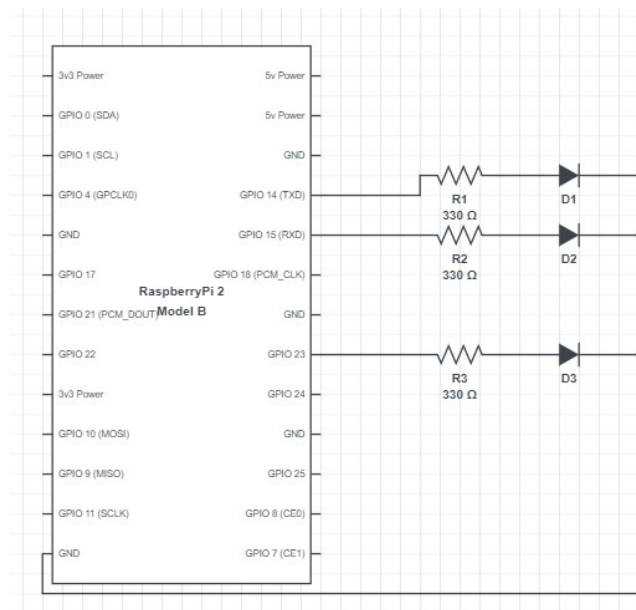 3v3 Power
5v Power
GPIO 0 (SDA)
5v Power
GPIO 1 (SCL)
GND
GPIO 4 (GPCLK0)
GPIO 14 (TXD)
R1
330 Ω
D1
GND
GPIO 15 (RXD)
R2
330 Ω
D2
GPIO 17
GPIO 18 (PCM_CLK)
RaspberryPi 2
Model B
GPIO 21 (PCM_DOUT)
GND
GPIO 22
GPIO 23
R3
330 Ω
D3
3v3 Power
GPIO 24
GPIO 10 (MOSI)
GND
GPIO 9 (MISO)
GPIO 25
GPIO 11 (SCLK)
GPIO 8 (CE0)
GND
GPIO 7 (CE1)